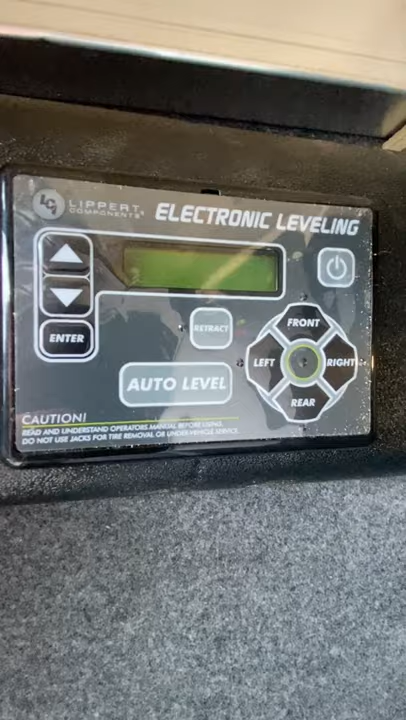 LCI LIPPERT COMPONENTS®
ELECTRONIC LEVELING
ENTER
RETRACT
AUTO LEVEL
FRONT
LEFT
RIGHT
REAR
CAUTION!
READ AND UNDERSTAND OPERATORS MANUAL BEFORE USING.
DO NOT USE JACKS FOR TIRE REMOVAL OR UNDER VEHICLE SERVICE